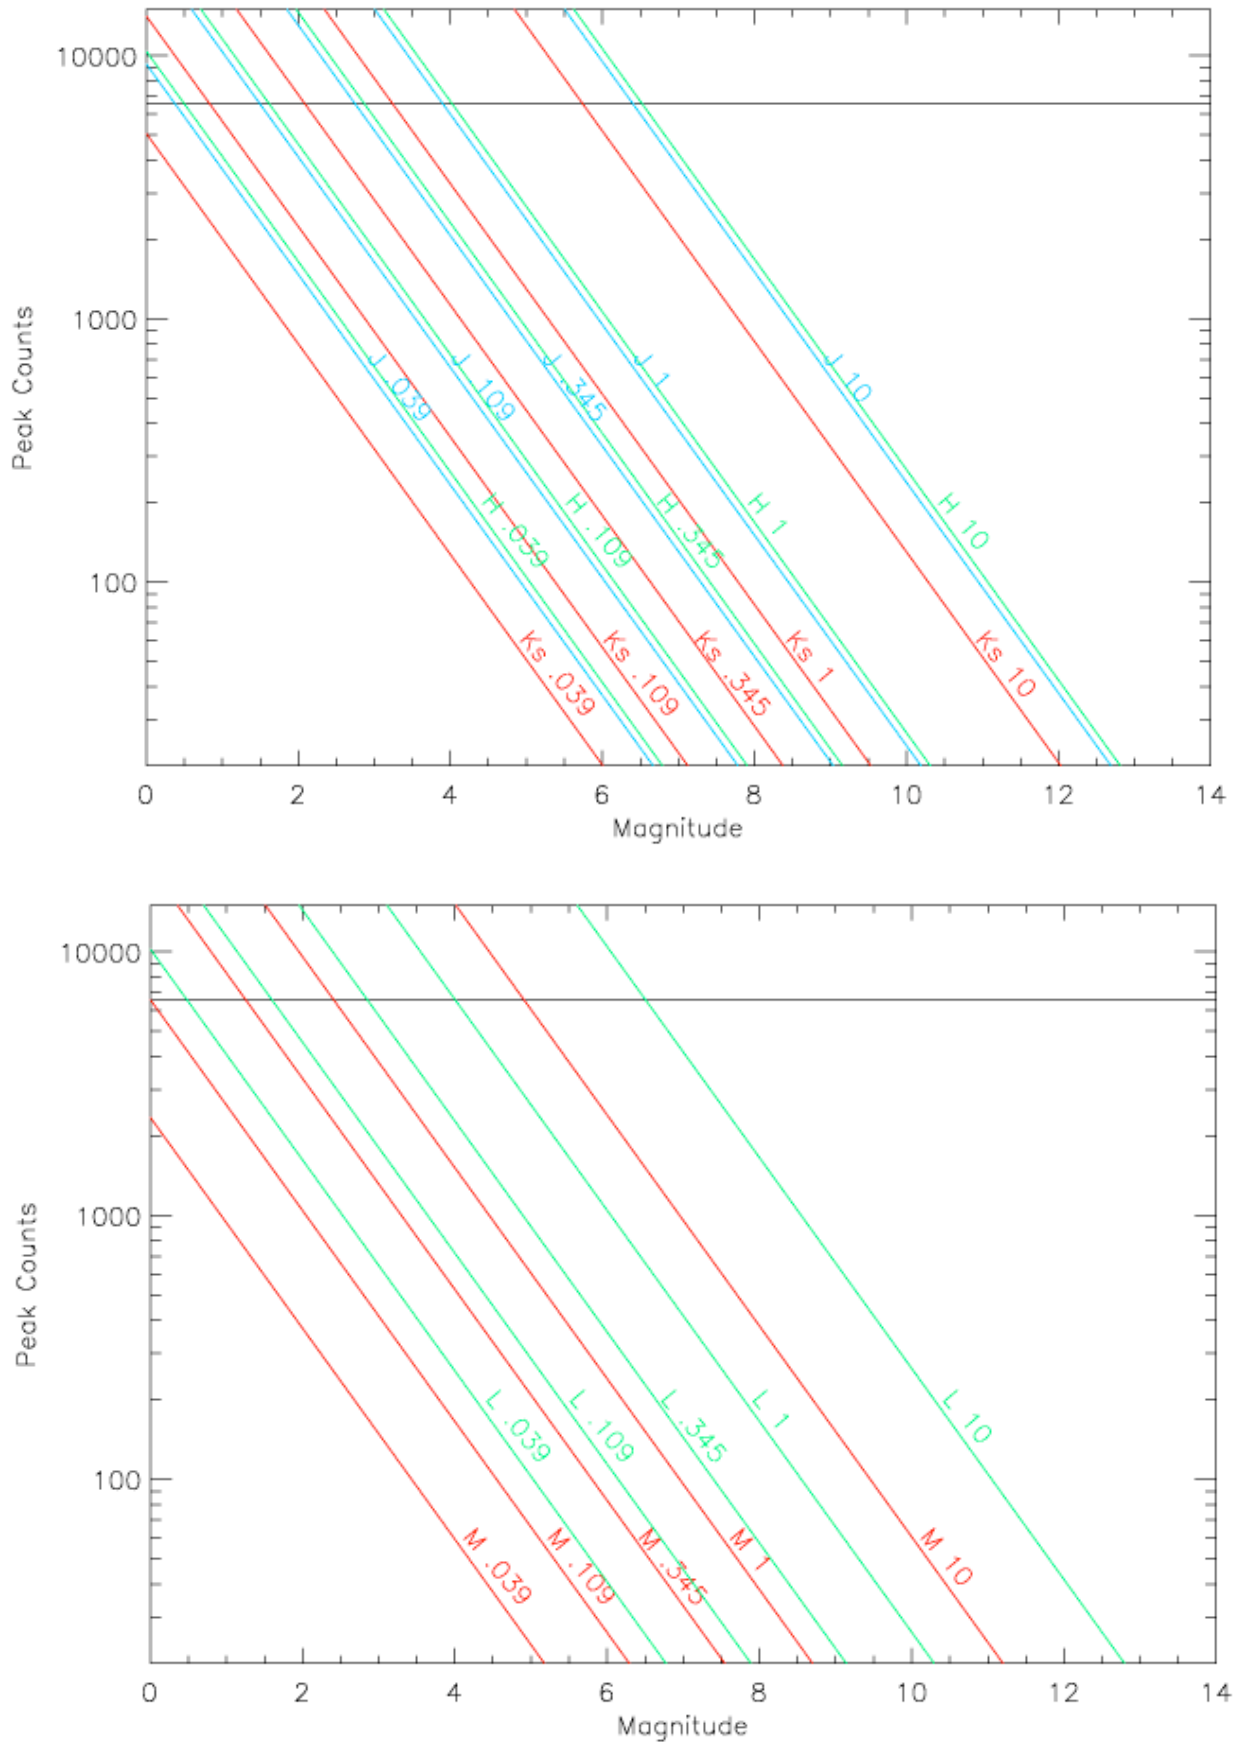 10000
1000
100
Peak Counts
J .039
J .109
J .345
J 1
J 10
H .039
H .109
H .345
H 1
H 10
Ks .039
Ks .109
Ks .345
Ks 1
Ks 10
0 2 4 6 8 10 12 14
Magnitude
10000
1000
100
Peak Counts
L .039
L .109
L .345
L 1
L 10
M .039
M .109
M .345
M 1
M 10
0 2 4 6 8 10 12 14
Magnitude